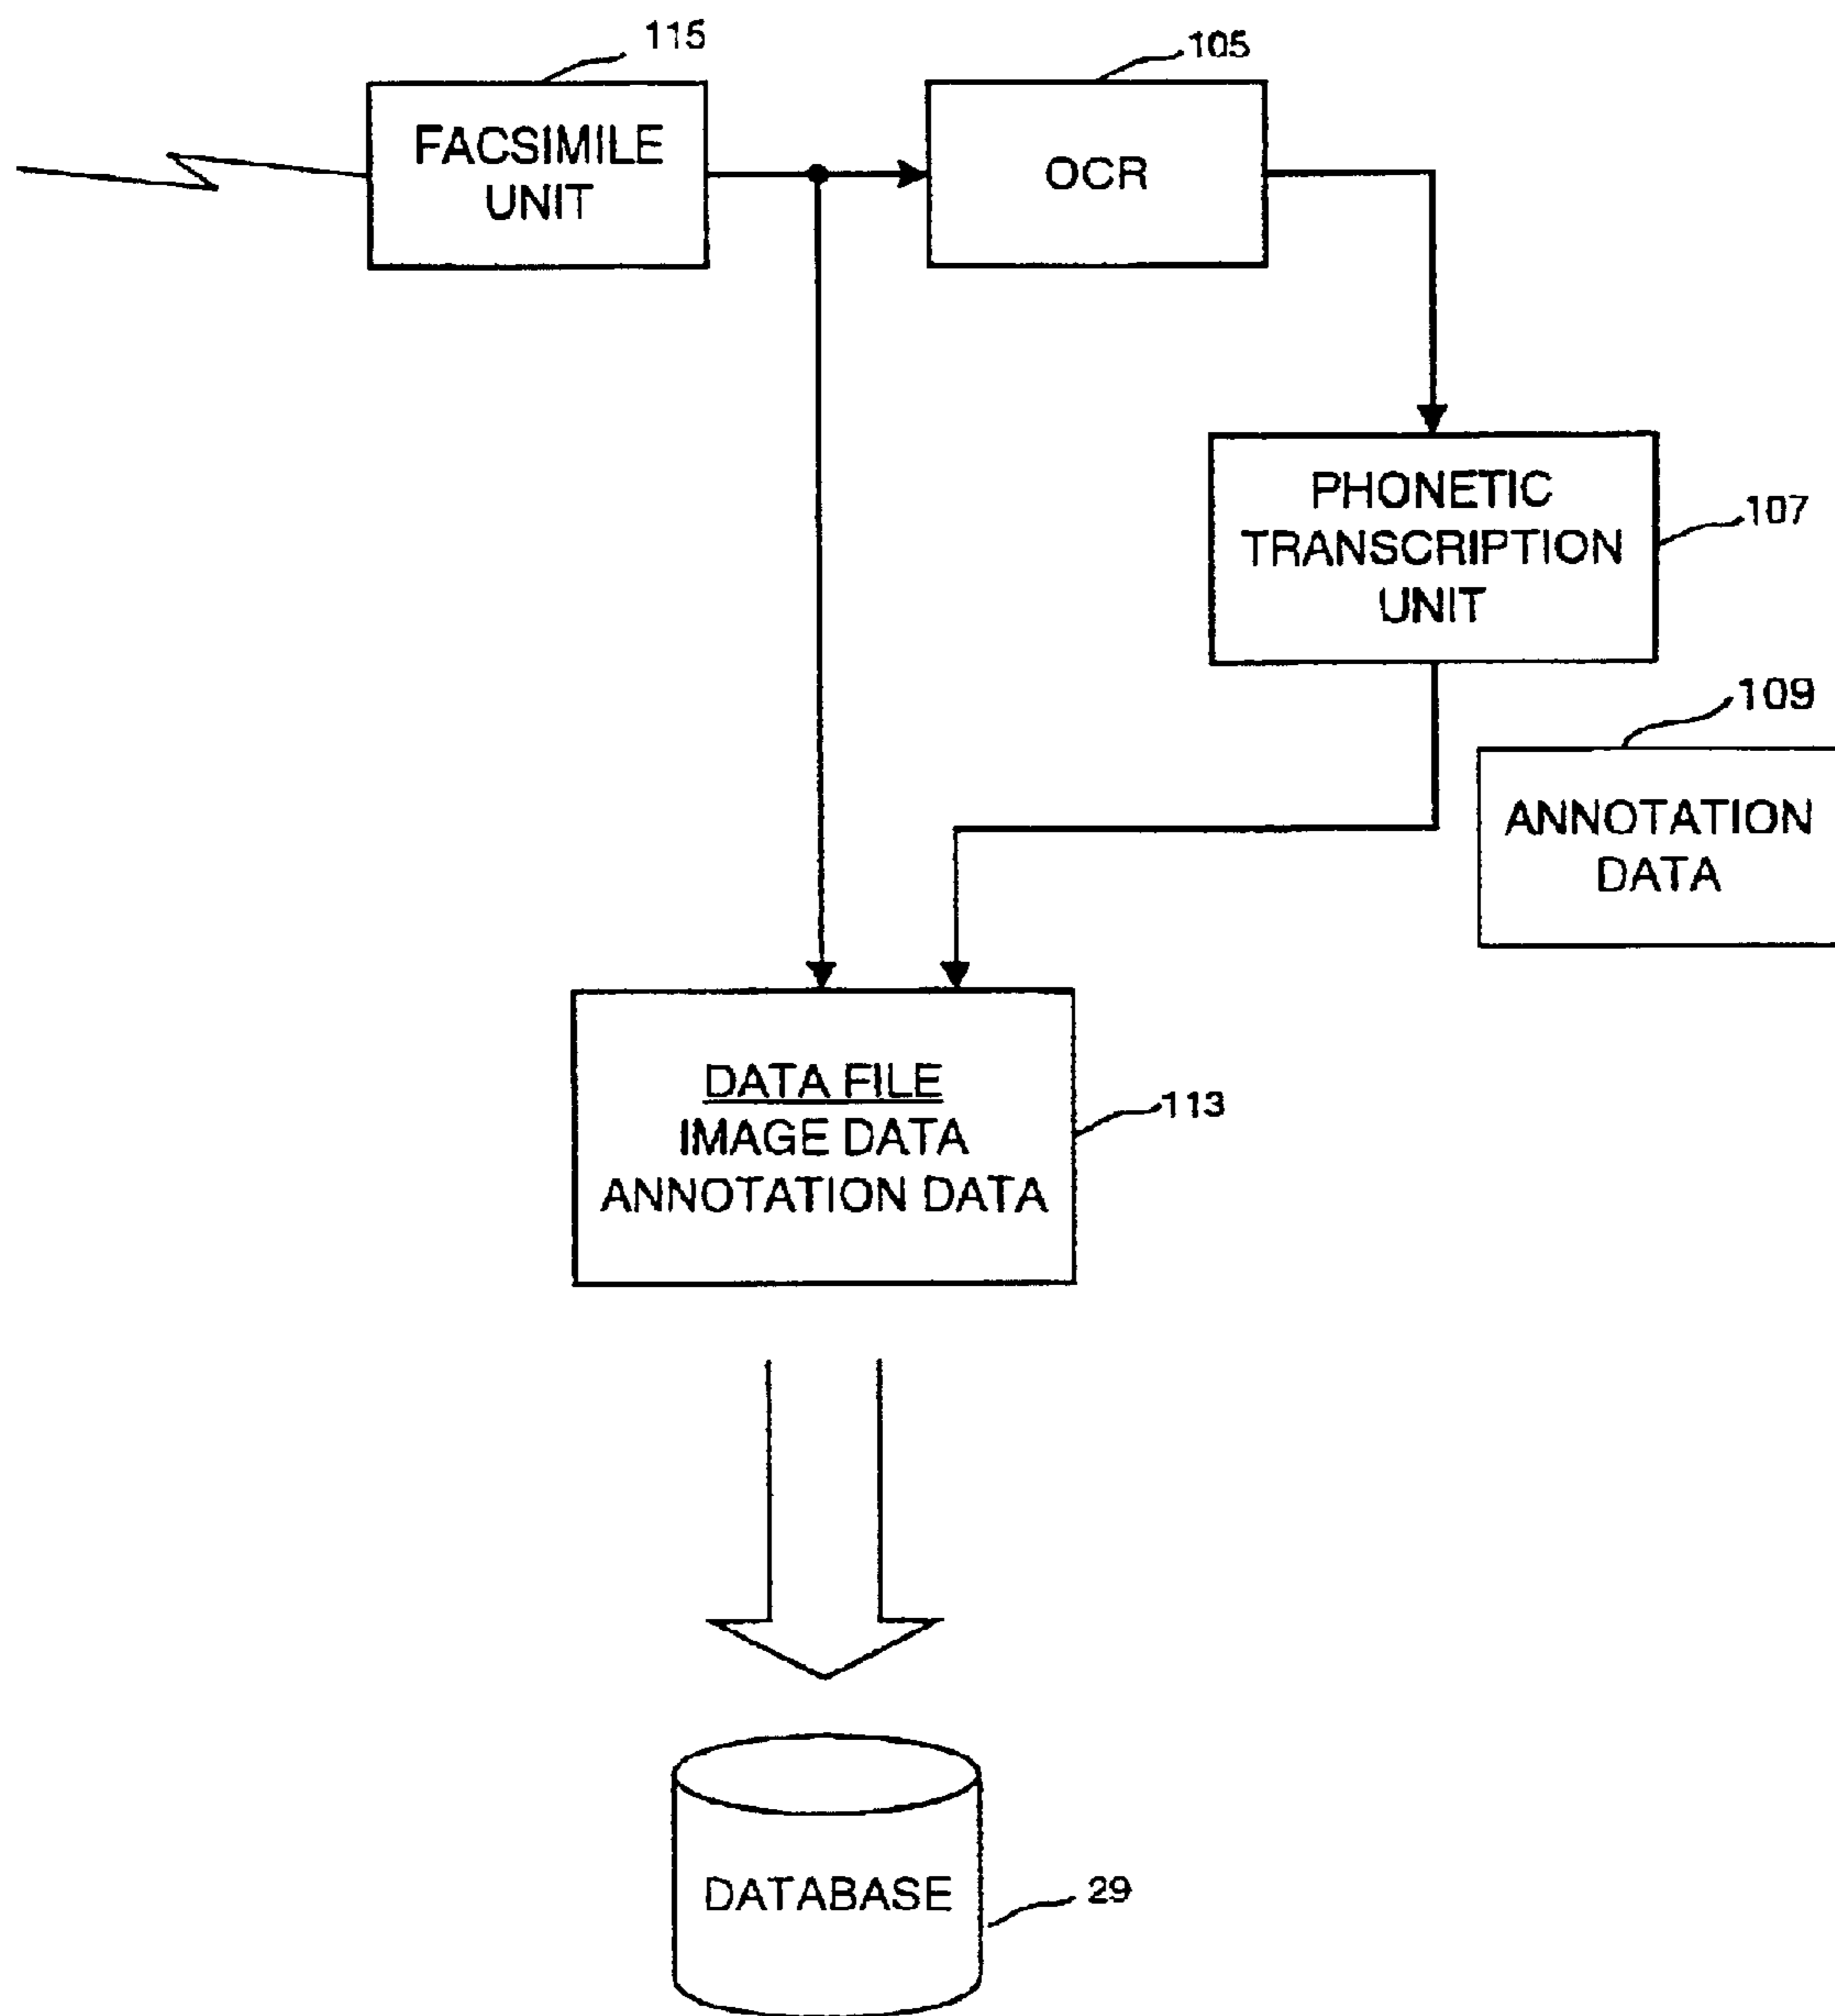 115
105
FACSIMILE
UNIT
OCR
PHONETIC
TRANSCRIPTION
UNIT
107
109
ANNOTATION
DATA
DATA FILE
IMAGE DATA
ANNOTATION DATA
113
DATABASE
29